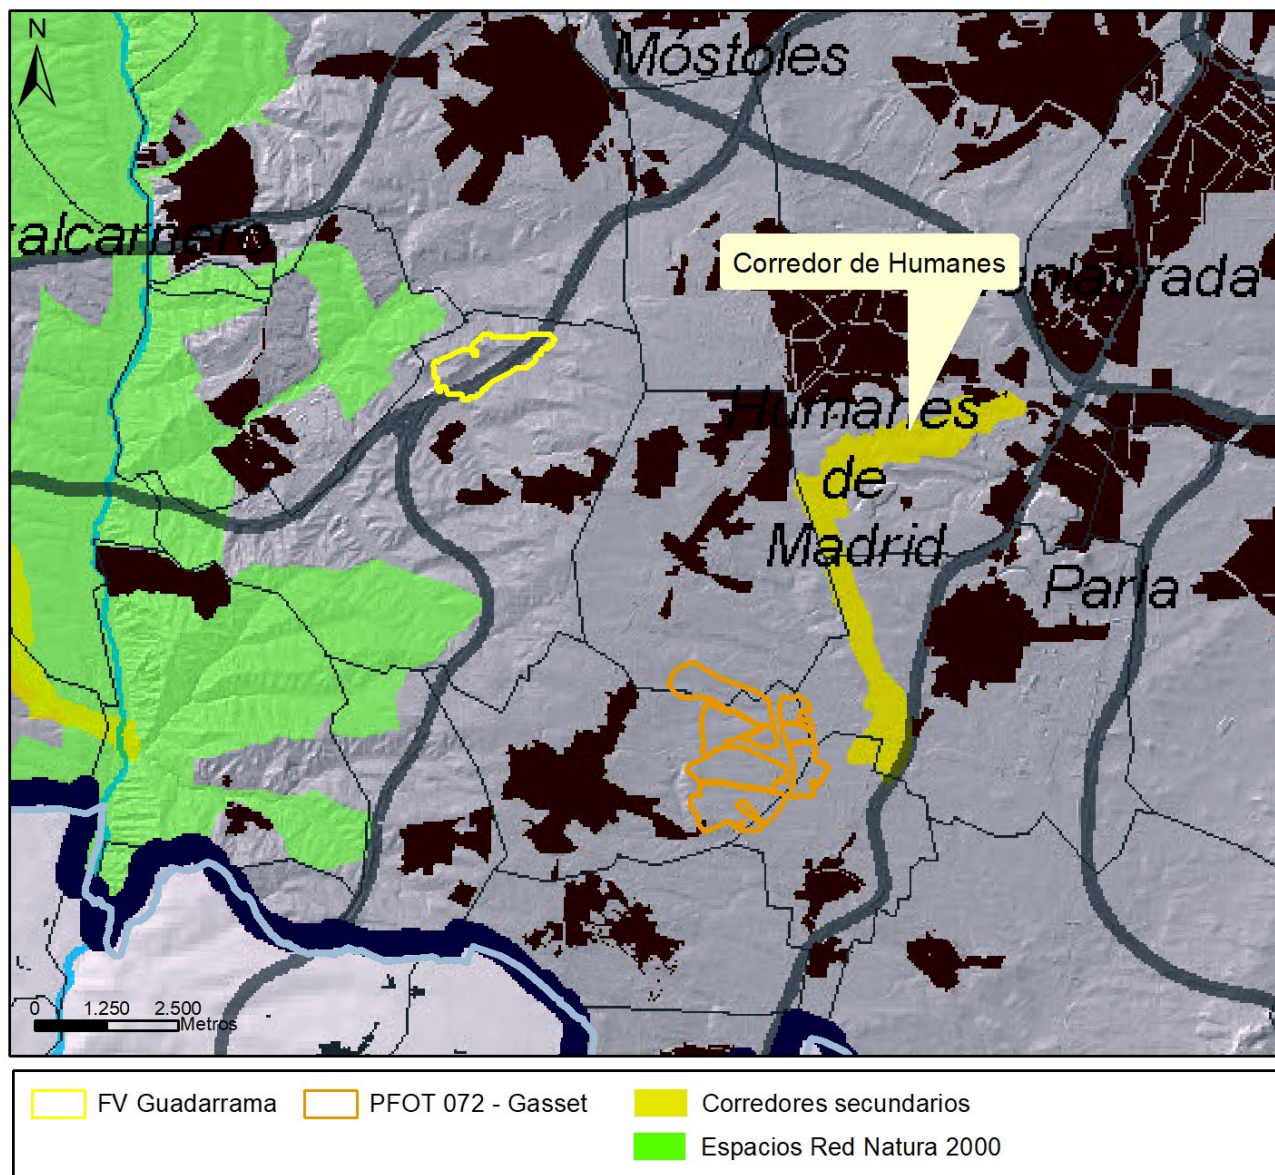 N
Móstoles
Corredor de Humanes
Humanes
de
Madrid
Parla
0 1.250 2.500
Metros
FV Guadarrama PFOT 072 - Gasset Corredores secundarios
Espacios Red Natura 2000